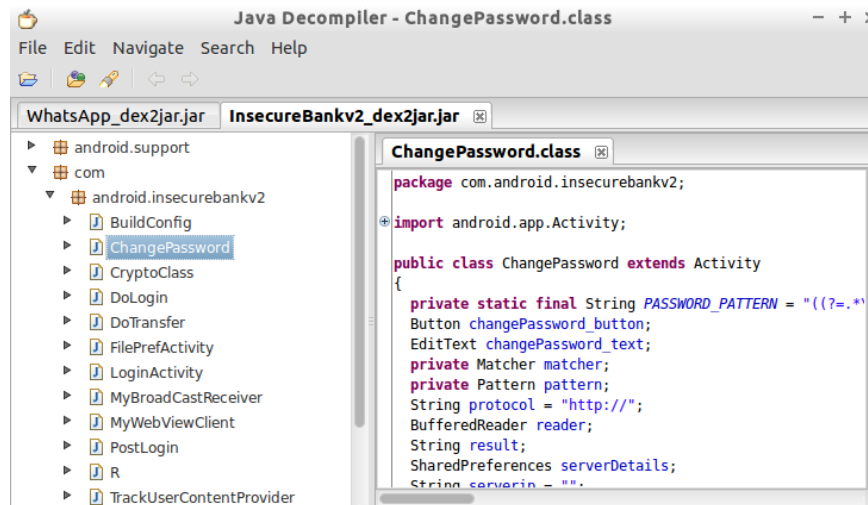 Java Decompiler - ChangePassword.class
File Edit Navigate Search Help
WhatsApp_dex2jar.jar InsecureBankv2_dex2jar.jar
android.support
com
android.insecurebankv2
BuildConfig
ChangePassword
CryptoClass
DoLogin
DoTransfer
FilePrefActivity
LoginActivity
MyBroadCastReceiver
MyWebViewClient
PostLogin
R
TrackUserContentProvider
ChangePassword.class
package com.android.insecurebankv2;
import android.app.Activity;
public class ChangePassword extends Activity
{
private static final String PASSWORD_PATTERN = "((?=.*\
Button changePassword_button;
EditText changePassword_text;
private Matcher matcher;
private Pattern pattern;
String protocol = "http://";
BufferedReader reader;
String result;
SharedPreferences serverDetails;
String serverip = "";